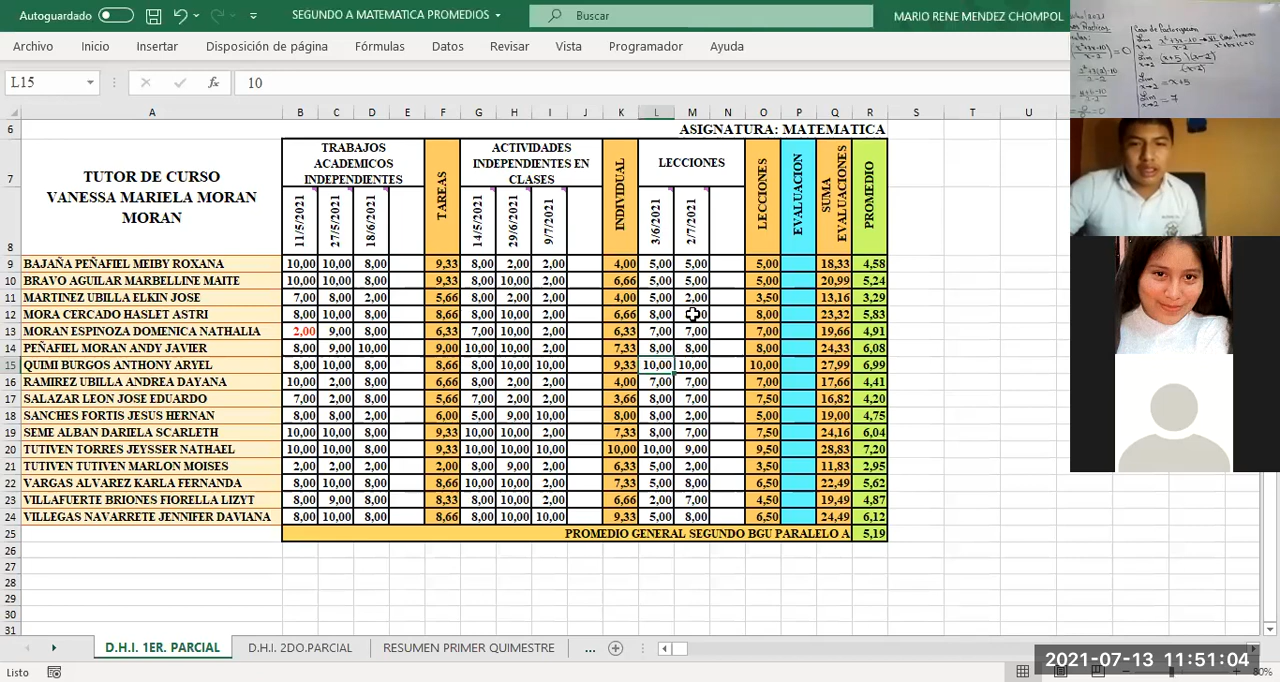 Autoguardado
SEGUNDO A MATEMATICA PROMEDIOS
Buscar
MARIO RENE MENDEZ CHOMPOL
Archivo Inicio Insertar Disposición de página Fórmulas Datos Revisar Vista Programador Ayuda
L15 fx 10
A B C D E F G H I J K L M N O P Q R S T U
6 ASIGNATURA: MATEMATICA
7
8
TUTOR DE CURSO
VANESSA MARIELA MORAN
MORAN
TRABAJOS
ACADEMICOS
INDEPENDIENTES
11/5/2021 27/5/2021 18/6/2021
TAREAS
ACTIVIDADES
INDEPENDIENTES EN
CLASES
14/5/2021 29/6/2021 9/7/2021
INDIVIDUAL
LECCIONES
3/6/2021 2/7/2021
LECCIONES
EVALUACION
SUMA
EVALUACIONES
PROMEDIO
9 BAJAÑA PEÑAFIEL MEIBY ROXANA 10,00 10,00 8,00 9,33 8,00 2,00 2,00 4,00 5,00 5,00 5,00 18,33 4,58
10 BRAVO AGUILAR MARBELLINE MAITE 10,00 10,00 8,00 9,33 8,00 10,00 2,00 6,66 5,00 5,00 5,00 20,99 5,24
11 MARTINEZ UBILLA ELKIN JOSE 7,00 8,00 2,00 5,66 8,00 2,00 2,00 4,00 5,00 2,00 3,50 13,16 3,29
12 MORA CERCADO HASLET ASTRI 8,00 10,00 8,00 8,66 8,00 10,00 2,00 6,66 8,00 8,00 23,32 5,83
13 MORAN ESPINOZA DOMENICA NATHALIA 2,00 9,00 8,00 6,33 7,00 10,00 2,00 6,33 7,00 7,00 7,00 19,66 4,91
14 PEÑAFIEL MORAN ANDY JAVIER 8,00 9,00 10,00 9,00 10,00 10,00 2,00 7,33 8,00 8,00 8,00 24,33 6,08
15 QUIMI BURGOS ANTHONY ARYEL 8,00 10,00 8,00 8,66 8,00 10,00 10,00 9,33 10,00 10,00 10,00 27,99 6,99
16 RAMIREZ UBILLA ANDREA DAYANA 10,00 2,00 8,00 6,66 8,00 2,00 2,00 4,00 7,00 7,00 7,00 17,66 4,41
17 SALAZAR LEON JOSE EDUARDO 7,00 2,00 8,00 5,66 7,00 2,00 2,00 3,66 8,00 7,00 7,50 16,82 4,20
18 SANCHES FORTIS JESUS HERNAN 8,00 8,00 2,00 6,00 5,00 9,00 10,00 8,00 8,00 2,00 5,00 19,00 4,75
19 SEME ALBAN DARIELA SCARLETH 10,00 10,00 8,00 9,33 10,00 10,00 2,00 7,33 8,00 7,00 7,50 24,16 6,04
20 TUTIVEN TORRES JEYSSER NATHAEL 10,00 10,00 8,00 9,33 10,00 10,00 10,00 10,00 10,00 9,00 9,50 28,83 7,20
21 TUTIVEN TUTIVEN MARLON MOISES 2,00 2,00 2,00 2,00 8,00 9,00 2,00 6,33 5,00 2,00 3,50 11,83 2,95
22 VARGAS ALVAREZ KARLA FERNANDA 8,00 10,00 8,00 8,66 10,00 10,00 2,00 7,33 5,00 8,00 6,50 22,49 5,62
23 VILLAFUERTE BRIONES FIORELLA LIZYT 8,00 9,00 8,00 8,33 8,00 10,00 2,00 6,66 2,00 7,00 4,50 19,49 4,87
24 VILLEGAS NAVARRETE JENNIFER DAVIANA 8,00 10,00 8,00 8,66 8,00 10,00 10,00 9,33 5,00 8,00 6,50 24,49 6,12
25 PROMEDIO GENERAL SEGUNDO BGU PARALELO A 5,19
26
27
28
29
30
31
D.H.I. 1ER. PARCIAL D.H.I. 2DO.PARCIAL RESUMEN PRIMER QUIMESTRE ...
Listo
80%
2021-07-13 11:51:04